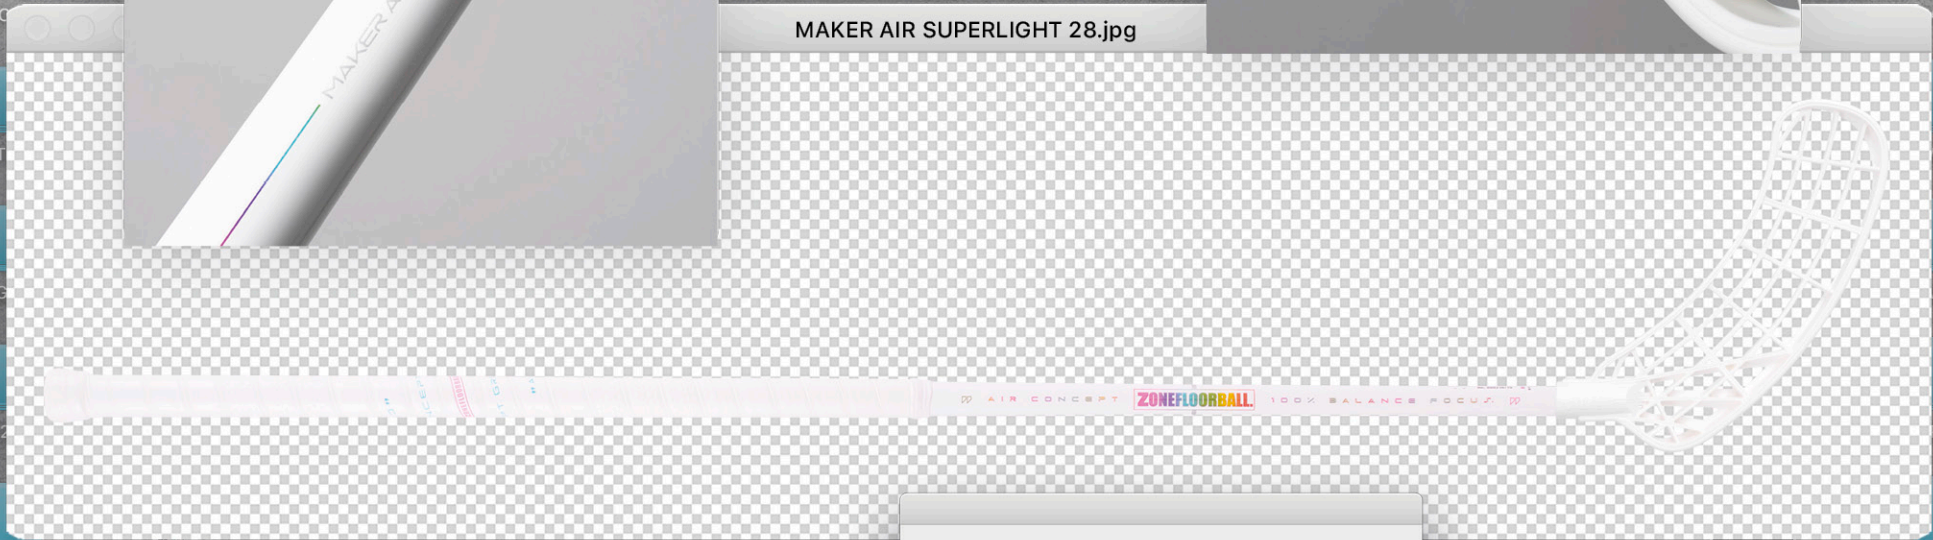 MAKER AIR SUPERLIGHT 28.jpg
MAKER A
AIR CONCEPT ZONEFLOORBALL. 100% BALANCE FOCUS.